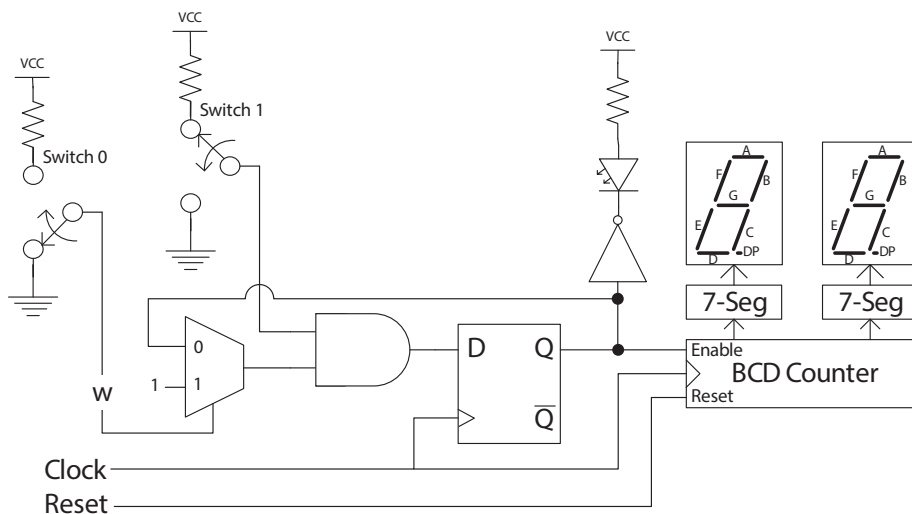 VCC
Switch 0
VCC
Switch 1
VCC
A
F
B
G
E
C
D
DP
A
F
B
G
E
C
D
DP
7-Seg
7-Seg
0
1
1
w
D
Q
Q
Enable
BCD Counter
Reset
Clock
Reset